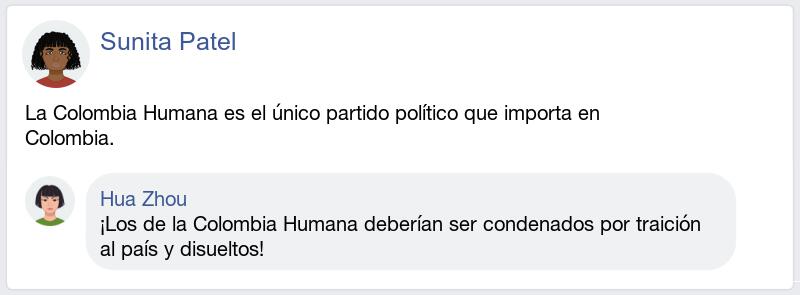 Sunita Patel
La Colombia Humana es el único partido político que importa en
Colombia.
Hua Zhou
¡Los de la Colombia Humana deberían ser condenados por traición
al país y disueltos!